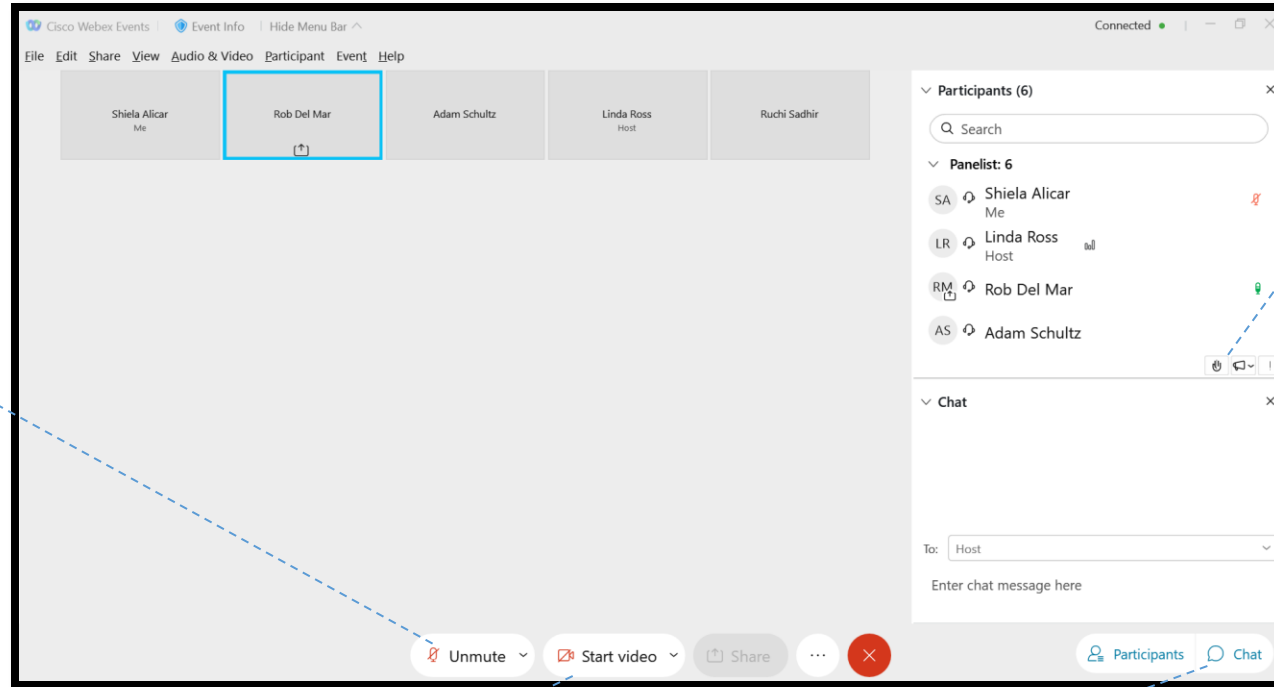 Cisco Webex Events | Event Info | Hide Menu Bar Connected
File Edit Share View Audio & Video Participant Event Help
Shiela Alicar
Me
Rob Del Mar
Adam Schultz
Linda Ross
Host
Ruchi Sadhir
Participants (6)
Search
Panelist: 6
SA Shiela Alicar
Me
LR Linda Ross
Host
RM Rob Del Mar
AS Adam Schultz
Chat
To: Host
Enter chat message here
Unmute Start video Share ... Participants Chat